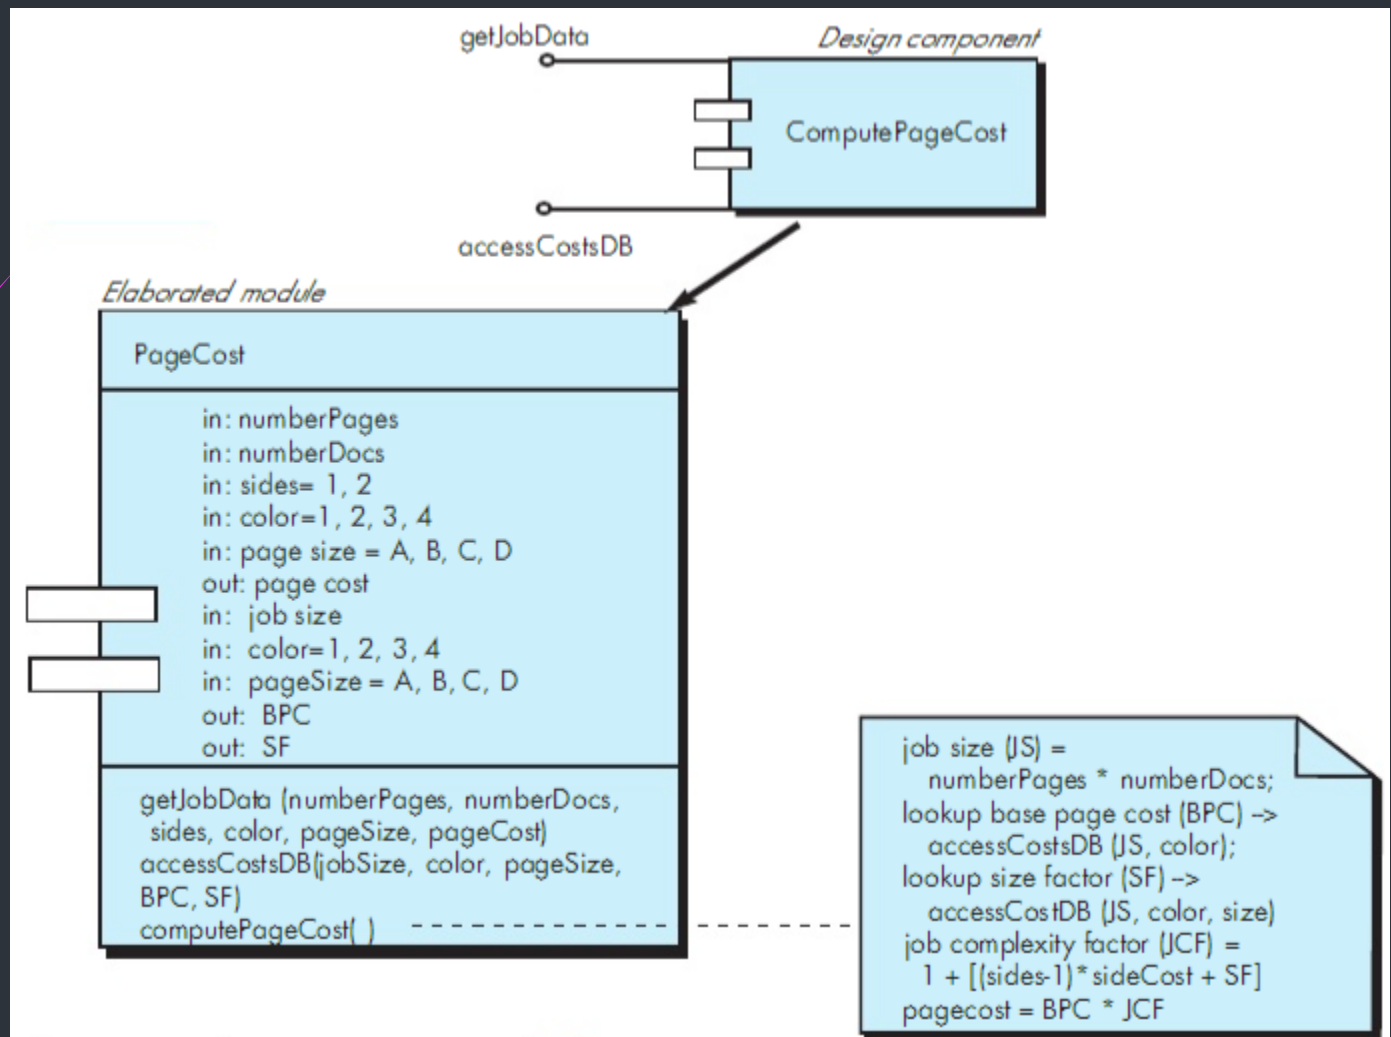 getJobData
Design component
ComputePageCost
accessCostsDB
Elaborated module
PageCost
in: numberPages
in: numberDocs
in: sides= 1, 2
in: color=1, 2, 3, 4
in: page size = A, B, C, D
out: page cost
in: job size
in: color=1, 2, 3, 4
in: pageSize = A, B, C, D
out: BPC
out: SF
getJobData (numberPages, numberDocs,
sides, color, pageSize, pageCost)
accessCostsDB(jobSize, color, pageSize,
BPC, SF)
computePageCost( )
job size (JS) =
numberPages * numberDocs;
lookup base page cost (BPC) -->
accessCostsDB (JS, color);
lookup size factor (SF) -->
accessCostDB (JS, color, size)
job complexity factor (JCF) =
1 + [(sides-1)* sideCost + SF]
pagecost = BPC * JCF